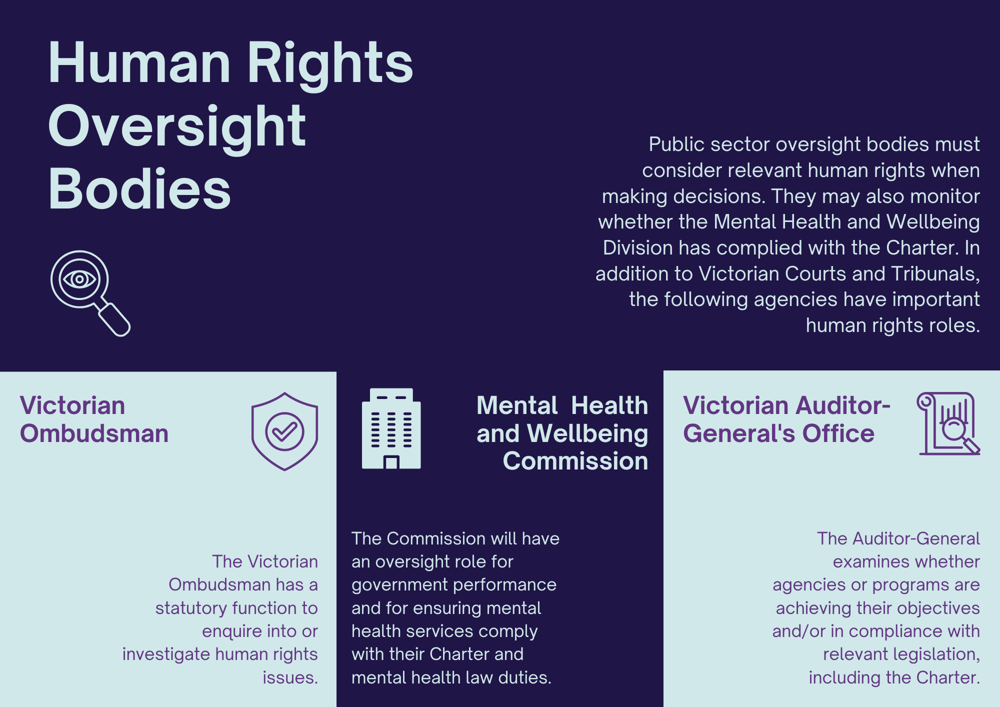 Human Rights
Oversight
Bodies
Public sector oversight bodies must
consider relevant human rights when
making decisions. They may also monitor
whether the Mental Health and Wellbeing
Division has complied with the Charter. In
addition to Victorian Courts and Tribunals,
the following agencies have important
human rights roles.
Victorian
Ombudsman
The Victorian
Ombudsman has a
statutory function to
enquire into or
investigate human rights
issues.
Mental  Health
and Wellbeing
Commission
The Commission will have
an oversight role for
government performance
and for ensuring mental
health services comply
with their Charter and
mental health law duties.
Victorian Auditor-
General's Office
The Auditor-General
examines whether
agencies or programs are
achieving their objectives
and/or in compliance with
relevant legislation,
including the Charter.